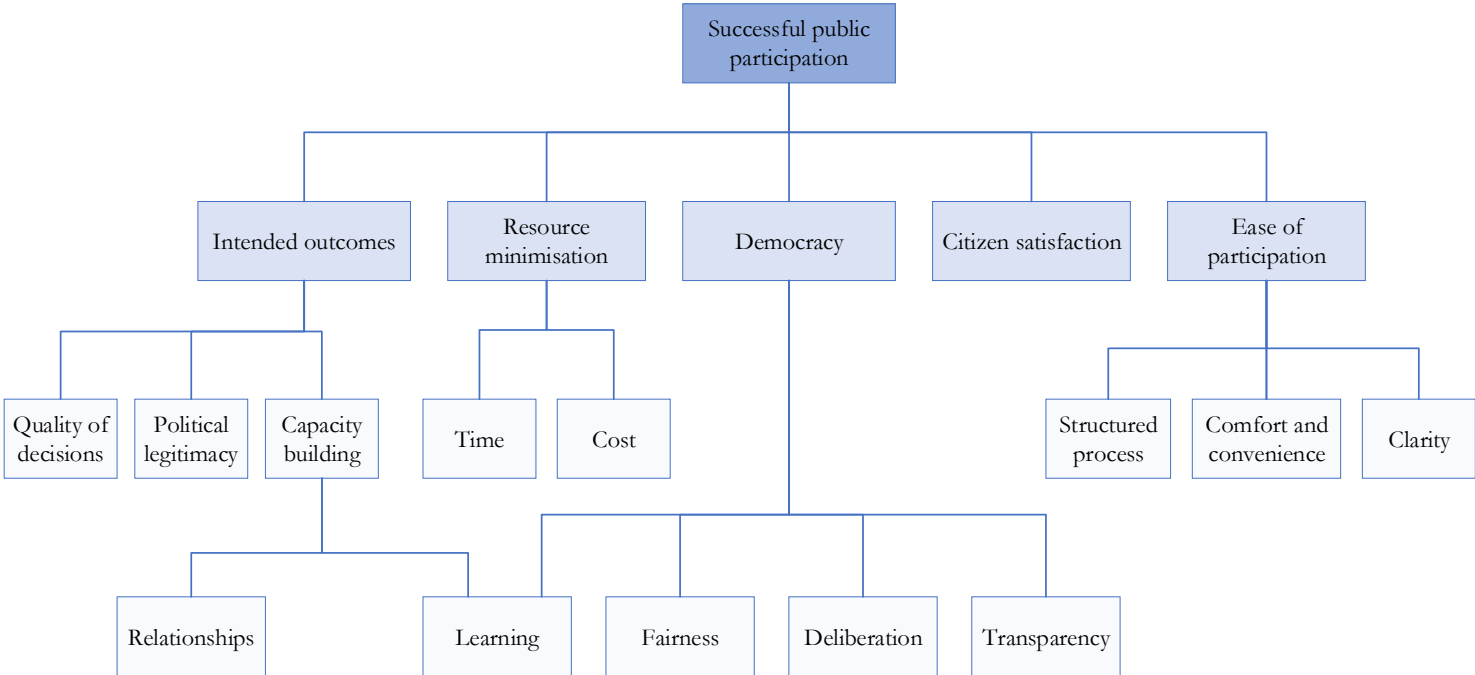 Successful public
participation
Intended outcomes
Resource
minimisation
Democracy
Citizen satisfaction
Ease of
participation
Quality of
decisions
Political
legitimacy
Capacity
building
Time
Cost
Structured
process
Comfort and
convenience
Clarity
Relationships
Learning
Fairness
Deliberation
Transparency